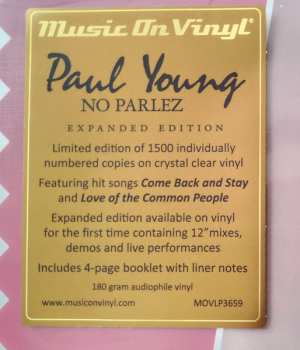 Music On Vinyl®
Paul Young
NO PARLEZ
EXPANDED EDITION
Limited edition of 1500 individually
numbered copies on crystal clear vinyl
Featuring hit songs Come Back and Stay
and Love of the Common People
Expanded edition available on vinyl
for the first time containing 12"mixes,
demos and live performances
Includes 4-page booklet with liner notes
180 gram audiophile vinyl
www.musiconvinyl.com MOVLP3659